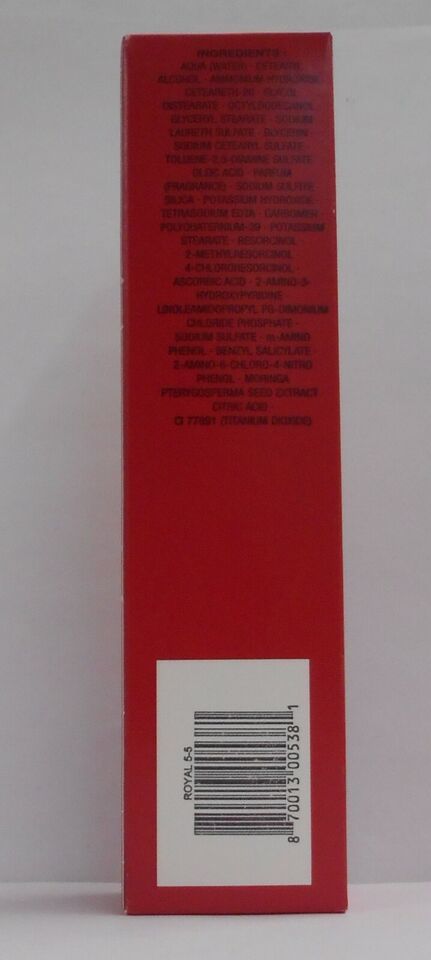 INGREDIENTS ·
AQUA (WATER) · CETEARYL
ALCOHOL · AMMONIUM HYDROXIDE
CETEARETH-20 · GLYCOL
DISTEARATE · OCTYLDODECANOL
GLYCERYL STEARATE · SODIUM
LAURETH SULFATE · GLYCERIN
SODIUM CETEARYL SULFATE ·
TOLUENE-2,5-DIAMINE SULFATE
OLEIC ACID · PARFUM
(FRAGRANCE) · SODIUM SULFITE
SILICA · POTASSIUM HYDROXIDE
TETRASODIUM EDTA · CARBOMER
POLYQUATERNIUM-39 · POTASSIUM
STEARATE · RESORCINOL
2-METHYLRESORCINOL
4-CHLORORESORCINOL
ASCORBIC ACID · 2-AMINO-3-
HYDROXYPYRIDINE
LINOLEAMIDOPROPYL PG-DIMONIUM
CHLORIDE PHOSPHATE ·
SODIUM SULFATE · m-AMINO
PHENOL · BENZYL SALICYLATE ·
2-AMINO-6-CHLORO-4-NITRO
PHENOL · MORINGA
PTERYGOSPERMA SEED EXTRACT
CITRIC ACID ·
CI 77891 (TITANIUM DIOXIDE)
ROYAL 5-5
8 70013 00538 1